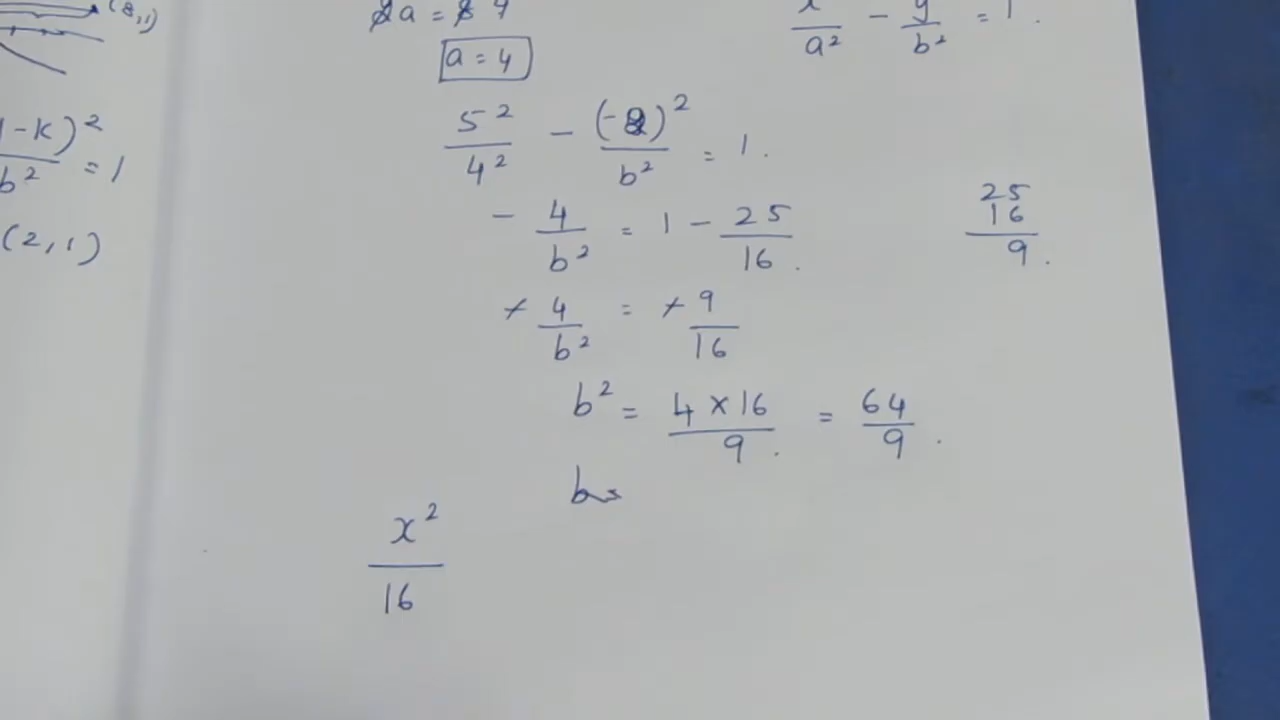 (8,1)
2a = 8 4
a = 4
x/a² - y/b² = 1.
-k)²/b² = 1
(2,1)
5²/4² - (-2)²/b² = 1.
- 4/b² = 1 - 25/16.
25
16
9.
- 4/b² = - 9/16
b² = 4×16/9. = 64/9.
b=
x²/16